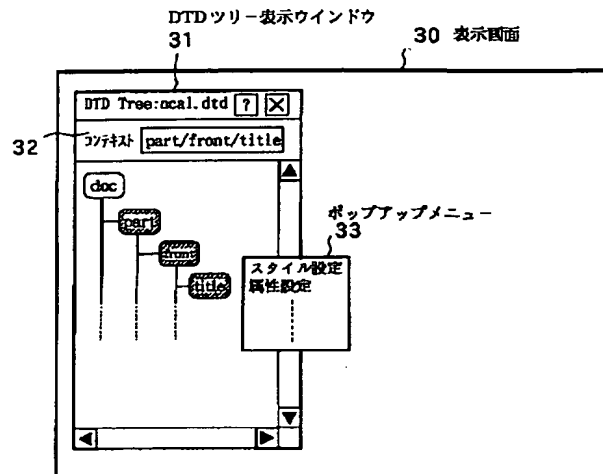 DTDツリー表示ウインドウ
31
30 表示画面
DTD Tree:ncal.dtd ? ×
32
コンテキスト part/front/title
doc
part
front
title
ポップアップメニュー
33
スタイル設定
属性設定